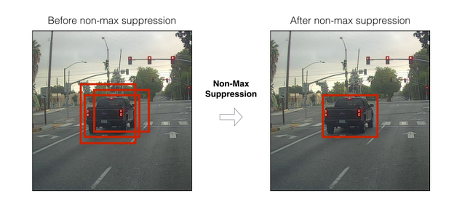 Before non-max suppression
After non-max suppression
Non-Max
Suppression